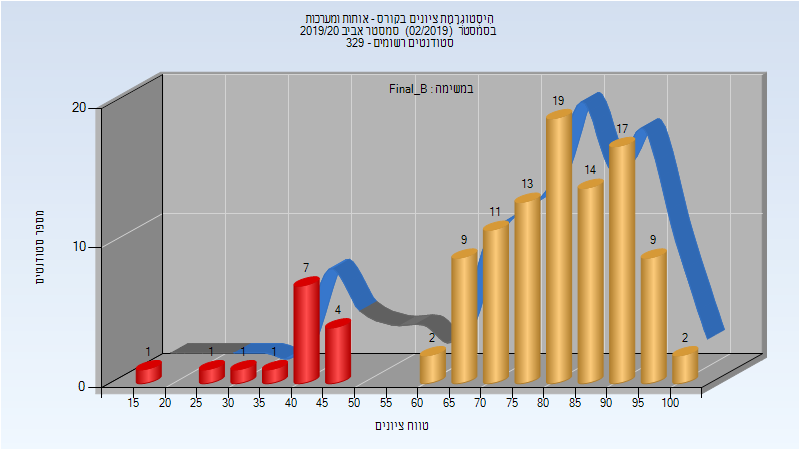 היסטוגרמת ציונים בקורס - אותות ומערכות
בסמסטר (02/2019) סמסטר אביב 2019/20
סטודנטים רשומים - 329
במשימה : Final_B
מספר סטודנטים
20
10
0
1
1
1
1
7
4
2
9
11
13
19
14
17
9
2
15 20 25 30 35 40 45 50 55 60 65 70 75 80 85 90 95 100
טווח ציונים